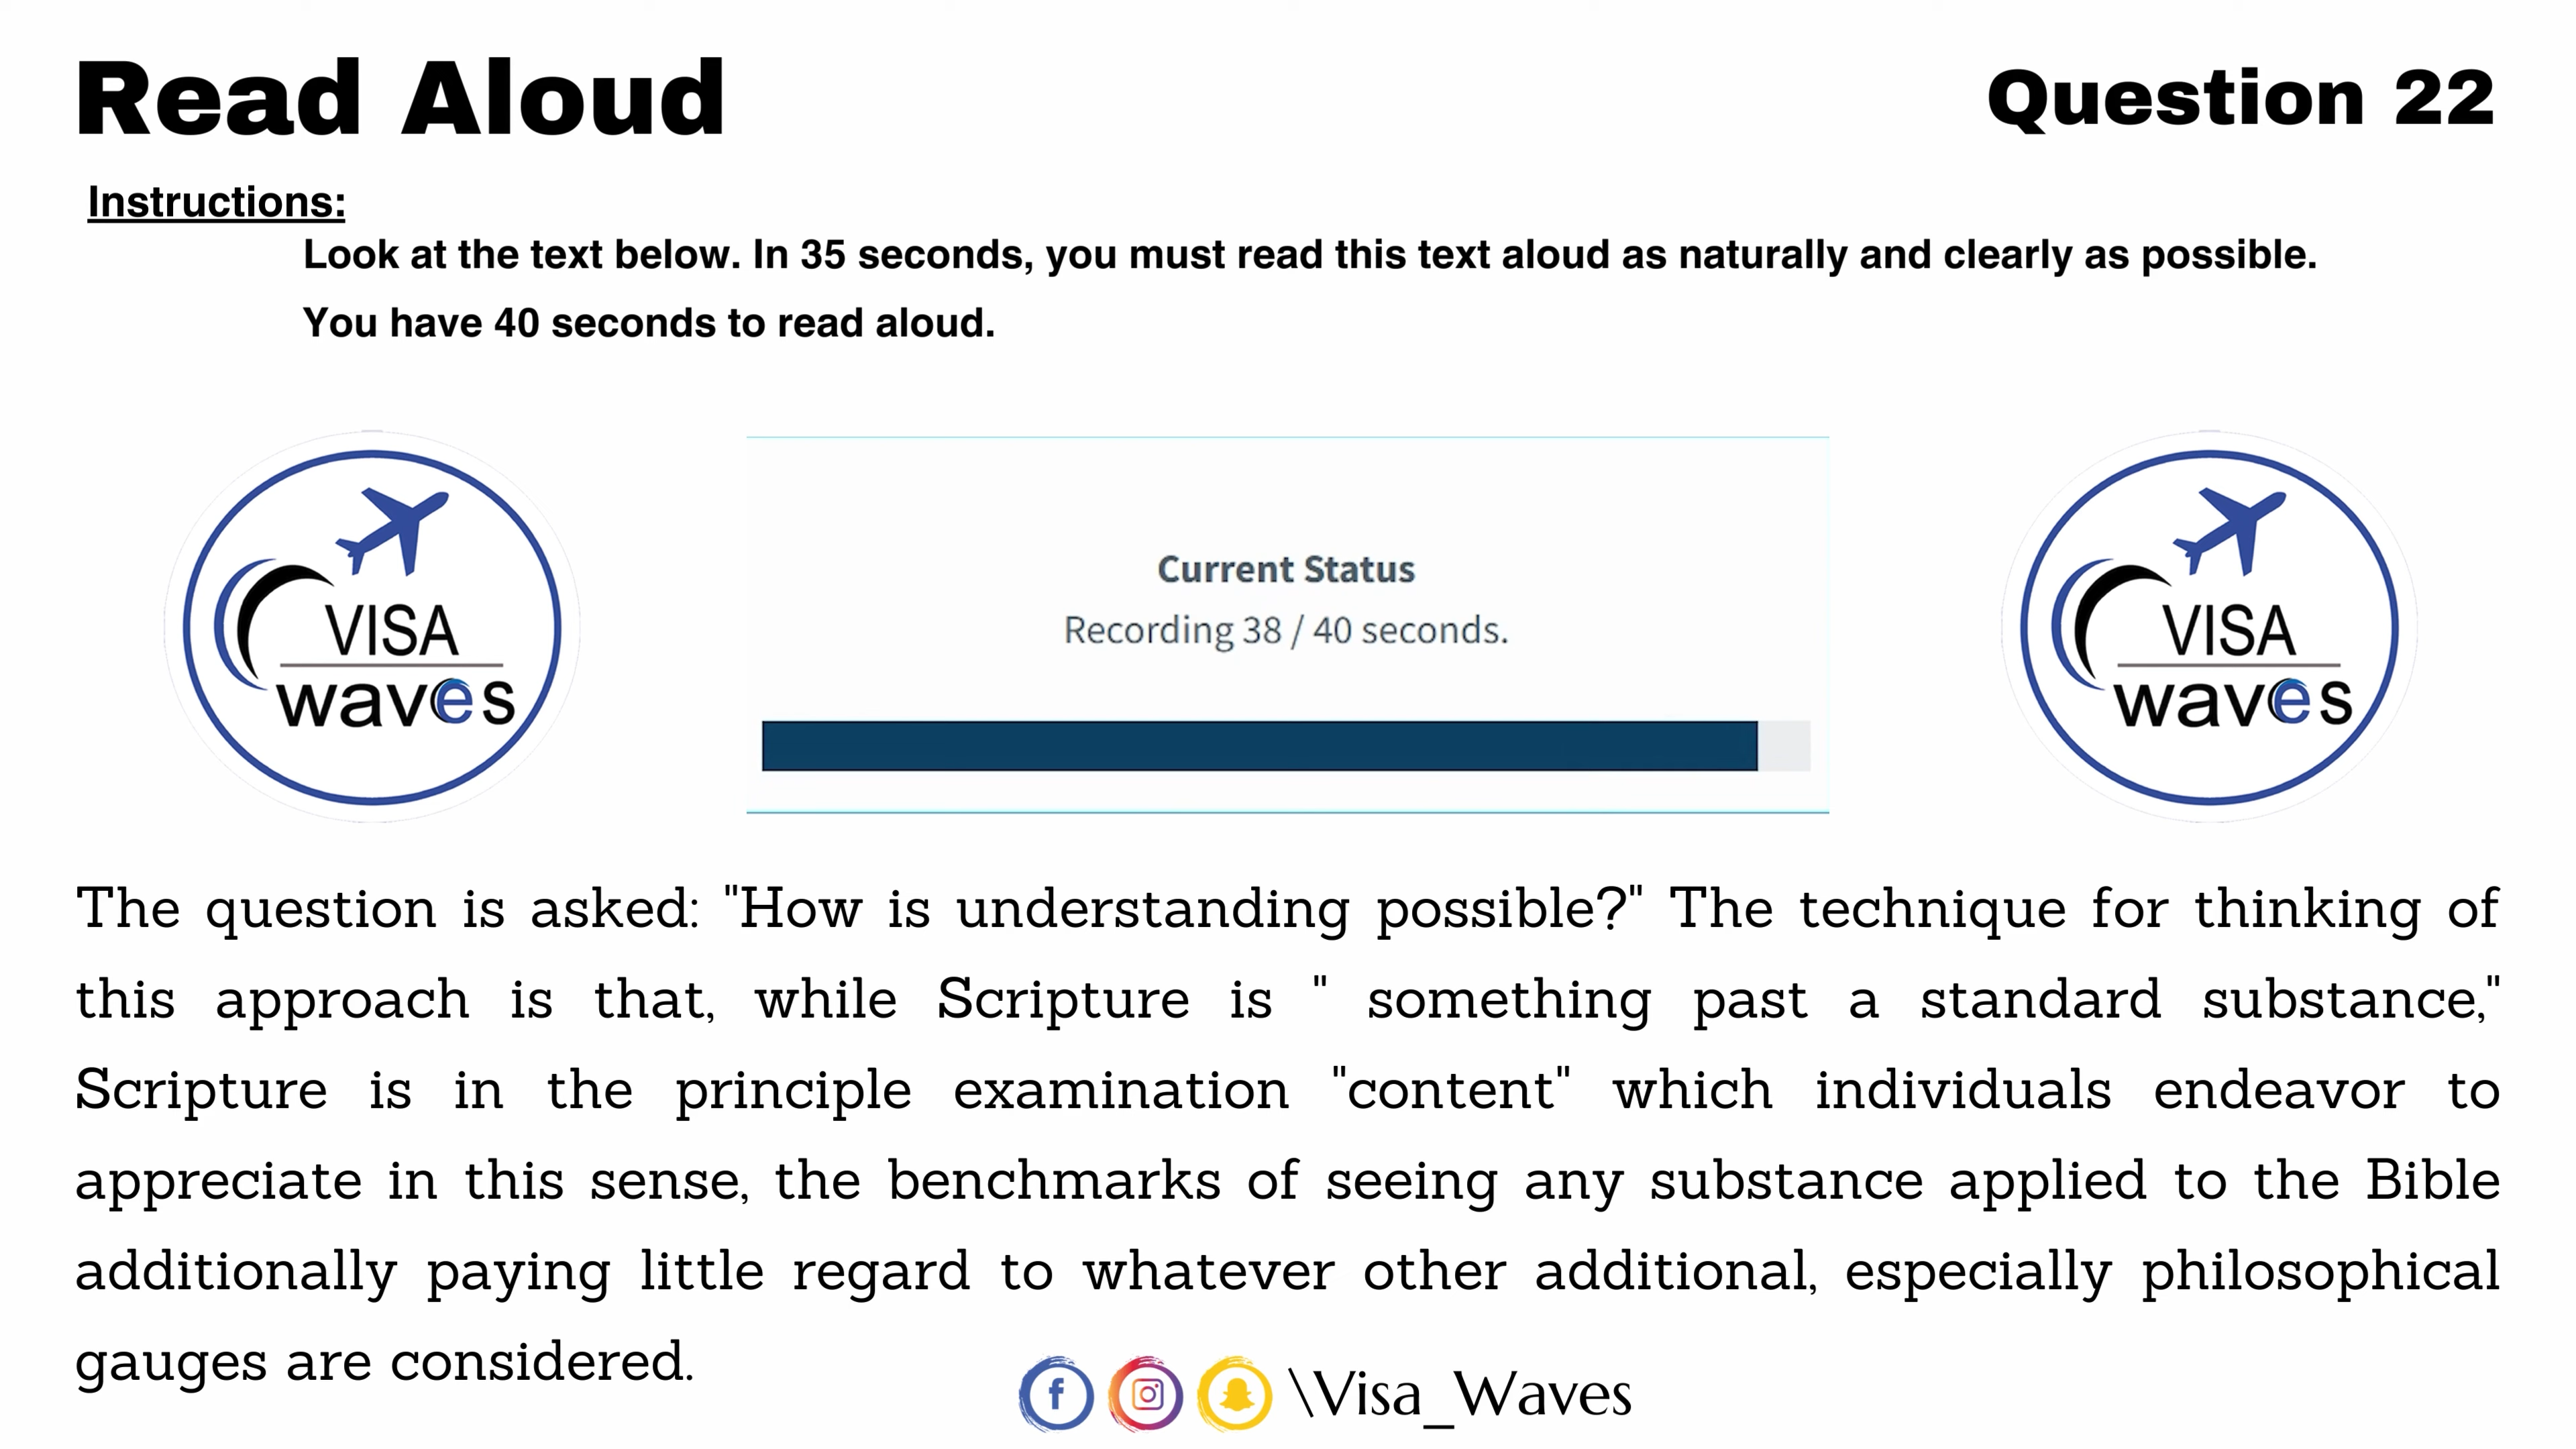 Read Aloud
Question 22
Instructions:
Look at the text below. In 35 seconds, you must read this text aloud as naturally and clearly as possible.
You have 40 seconds to read aloud.
VISA
waves
Current Status
Recording 38 / 40 seconds.
VISA
waves
The question is asked: "How is understanding possible?" The technique for thinking of
this approach is that, while Scripture is " something past a standard substance,"
Scripture is in the principle examination "content" which individuals endeavor to
appreciate in this sense, the benchmarks of seeing any substance applied to the Bible
additionally paying little regard to whatever other additional, especially philosophical
gauges are considered.
\Visa_Waves